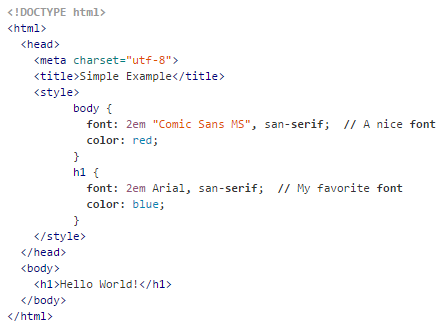 <!DOCTYPE html>
<html>
  <head>
    <meta charset="utf-8">
    <title>Simple Example</title>
    <style>
          body {
            font: 2em "Comic Sans MS", san-serif;  // A nice font
            color: red;
          }
          h1 {
            font: 2em Arial, san-serif;  // My favorite font
            color: blue;
          }
    </style>
  </head>
  <body>
    <h1>Hello World!</h1>
  </body>
</html>